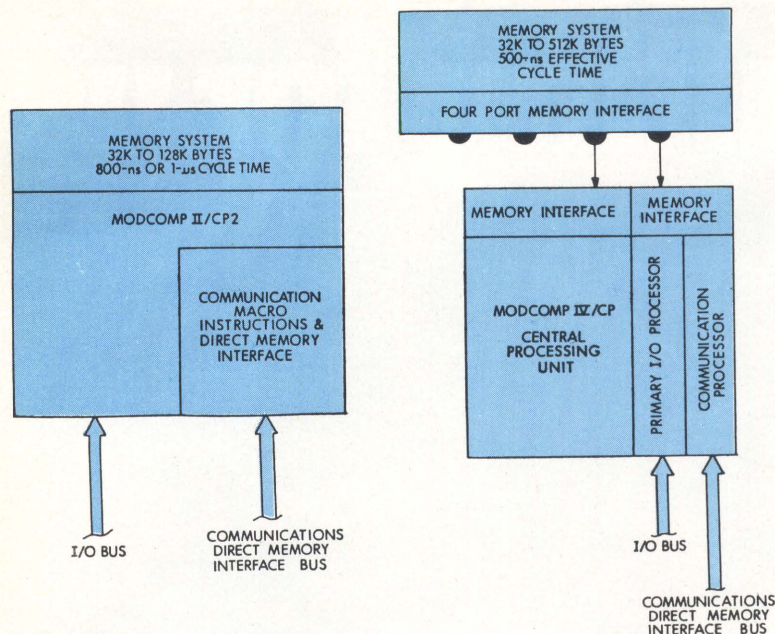 MEMORY SYSTEM
32K TO 128K BYTES
800-ns OR 1-μs CYCLE TIME
MODCOMP II/CP2
COMMUNICATION
MACRO
INSTRUCTIONS &
DIRECT MEMORY
INTERFACE
I/O BUS
COMMUNICATIONS
DIRECT MEMORY
INTERFACE BUS
MEMORY SYSTEM
32K TO 512K BYTES
500-ns EFFECTIVE
CYCLE TIME
FOUR PORT MEMORY INTERFACE
MEMORY INTERFACE
MEMORY
INTERFACE
MODCOMP IV/CP
CENTRAL
PROCESSING
UNIT
PRIMARY I/O PROCESSOR
COMMUNICATION
PROCESSOR
I/O BUS
COMMUNICATIONS
DIRECT MEMORY
INTERFACE BUS